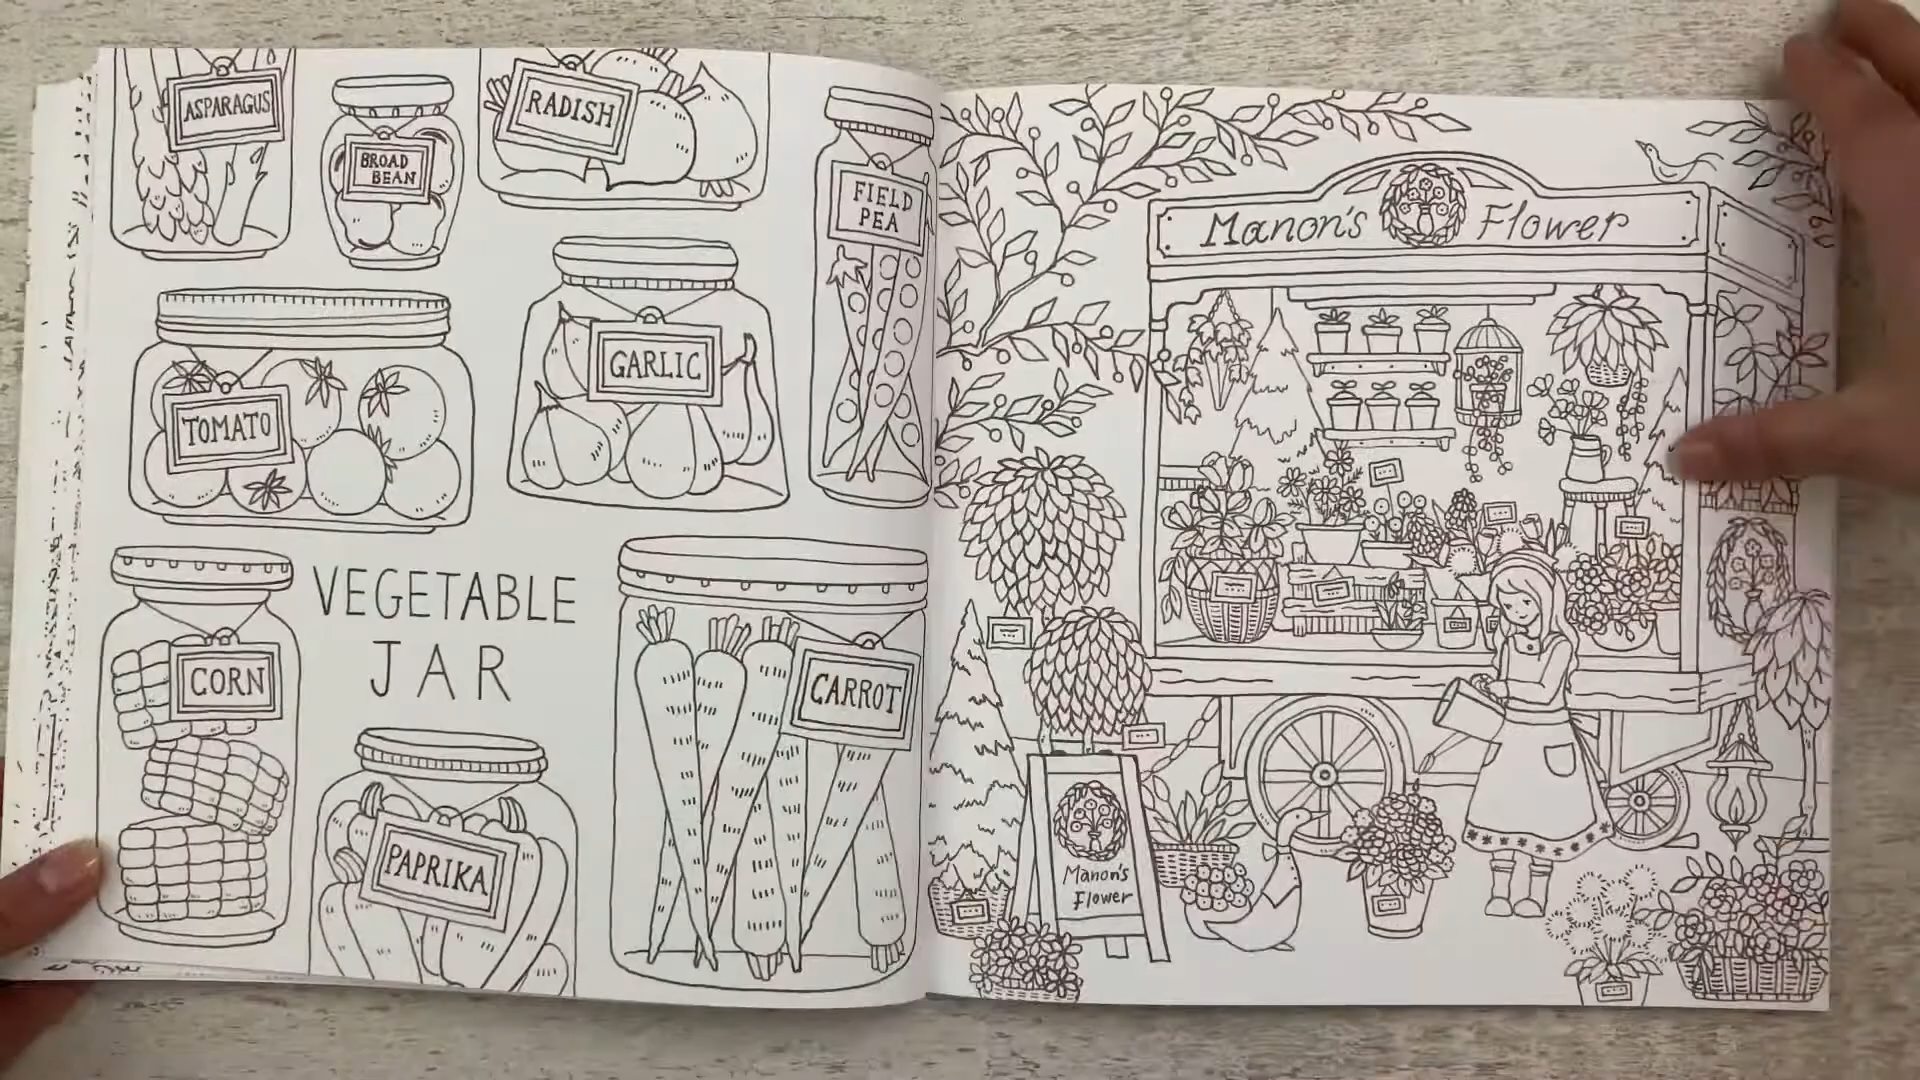 ASPARAGUS
BROAD
BEAN
RADISH
FIELD
PEA
TOMATO
GARLIC
CORN
VEGETABLE
JAR
PAPRIKA
CARROT
Manon's Flower
Manon's
Flower